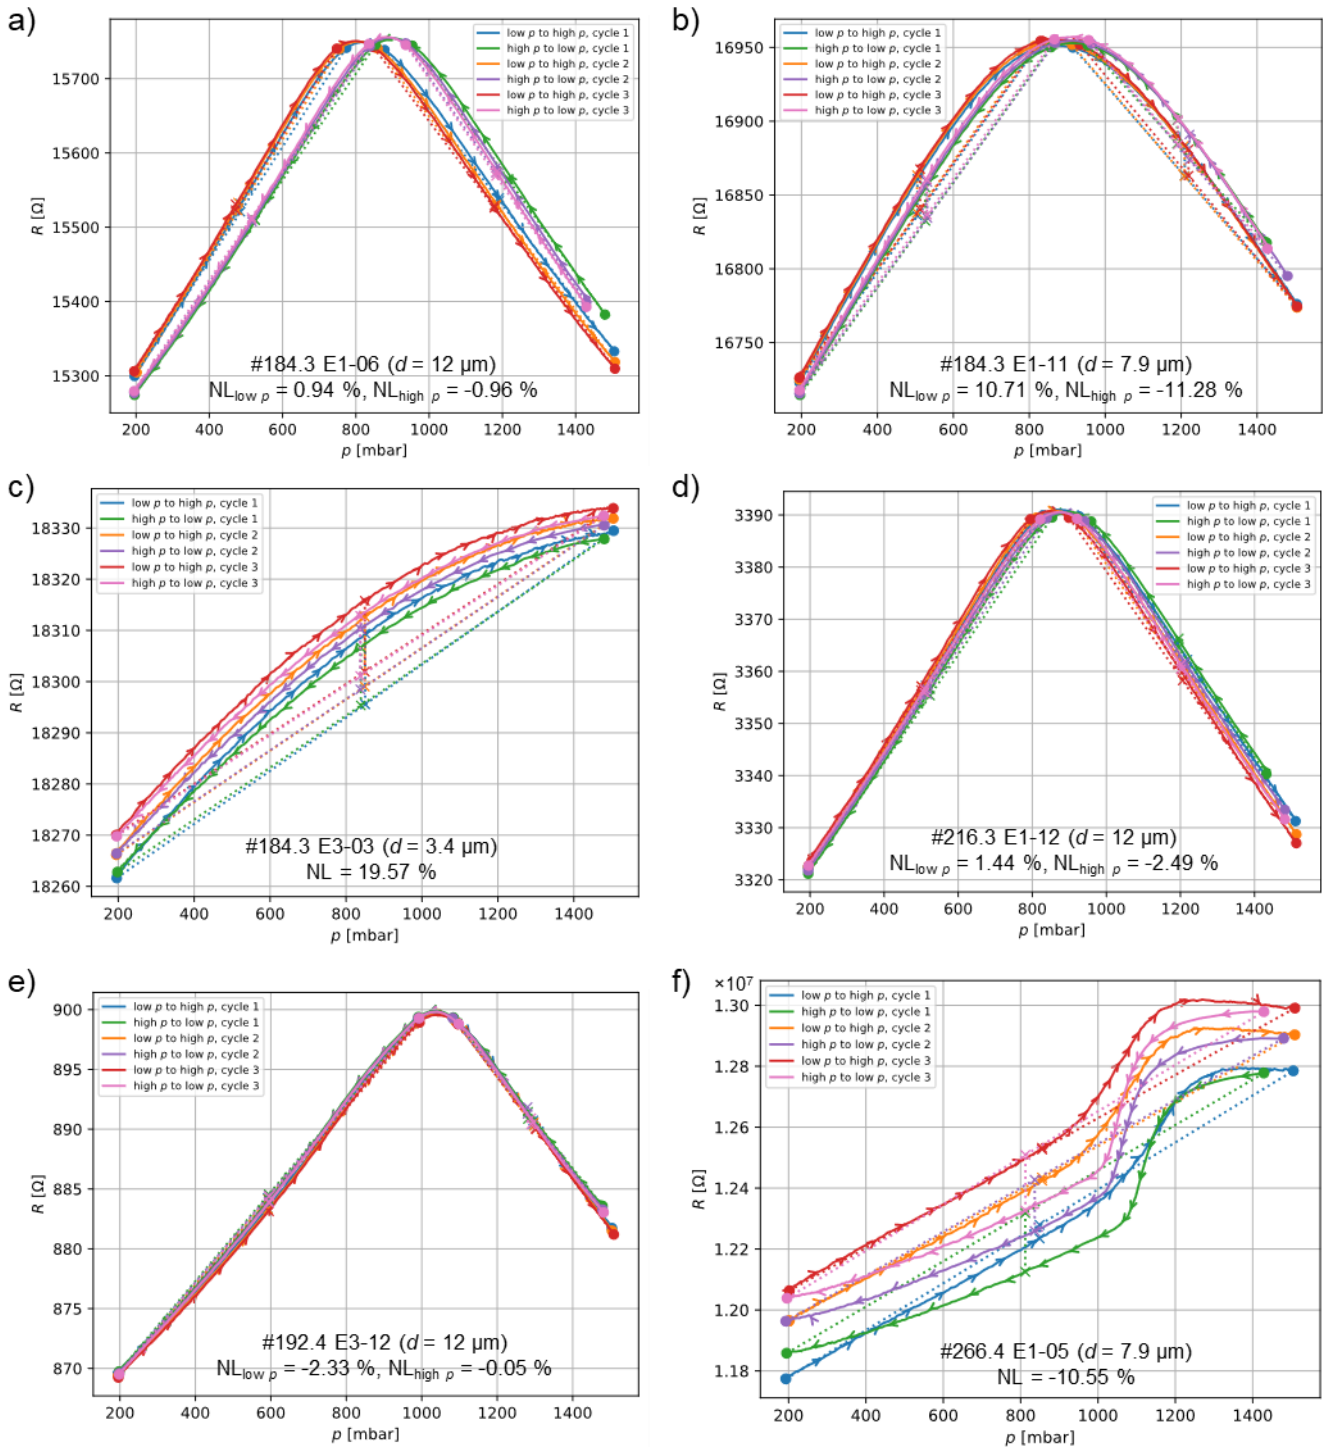 a)
low p to high p, cycle 1
high p to low p, cycle 1
low p to high p, cycle 2
high p to low p, cycle 2
low p to high p, cycle 3
high p to low p, cycle 3
15700
15600
15500
15400
15300
R [Ω]
#184.3 E1-06 (d = 12 µm)
NLlow p = 0.94 %, NLhigh p = -0.96 %
200 400 600 800 1000 1200 1400
p [mbar]
b)
low p to high p, cycle 1
high p to low p, cycle 1
low p to high p, cycle 2
high p to low p, cycle 2
low p to high p, cycle 3
high p to low p, cycle 3
16950
16900
16850
16800
16750
R [Ω]
#184.3 E1-11 (d = 7.9 µm)
NLlow p = 10.71 %, NLhigh p = -11.28 %
200 400 600 800 1000 1200 1400
p [mbar]
c)
low p to high p, cycle 1
high p to low p, cycle 1
low p to high p, cycle 2
high p to low p, cycle 2
low p to high p, cycle 3
high p to low p, cycle 3
18330
18320
18310
18300
18290
18280
18270
18260
R [Ω]
#184.3 E3-03 (d = 3.4 µm)
NL = 19.57 %
200 400 600 800 1000 1200 1400
p [mbar]
d)
low p to high p, cycle 1
high p to low p, cycle 1
low p to high p, cycle 2
high p to low p, cycle 2
low p to high p, cycle 3
high p to low p, cycle 3
3390
3380
3370
3360
3350
3340
3330
3320
R [Ω]
#216.3 E1-12 (d = 12 µm)
NLlow p = 1.44 %, NLhigh p = -2.49 %
200 400 600 800 1000 1200 1400
p [mbar]
e)
low p to high p, cycle 1
high p to low p, cycle 1
low p to high p, cycle 2
high p to low p, cycle 2
low p to high p, cycle 3
high p to low p, cycle 3
900
895
890
885
880
875
870
R [Ω]
#192.4 E3-12 (d = 12 µm)
NLlow p = -2.33 %, NLhigh p = -0.05 %
200 400 600 800 1000 1200 1400
p [mbar]
f)
×10⁷
low p to high p, cycle 1
high p to low p, cycle 1
low p to high p, cycle 2
high p to low p, cycle 2
low p to high p, cycle 3
high p to low p, cycle 3
1.30
1.28
1.26
1.24
1.22
1.20
1.18
R [Ω]
#266.4 E1-05 (d = 7.9 µm)
NL = -10.55 %
200 400 600 800 1000 1200 1400
p [mbar]